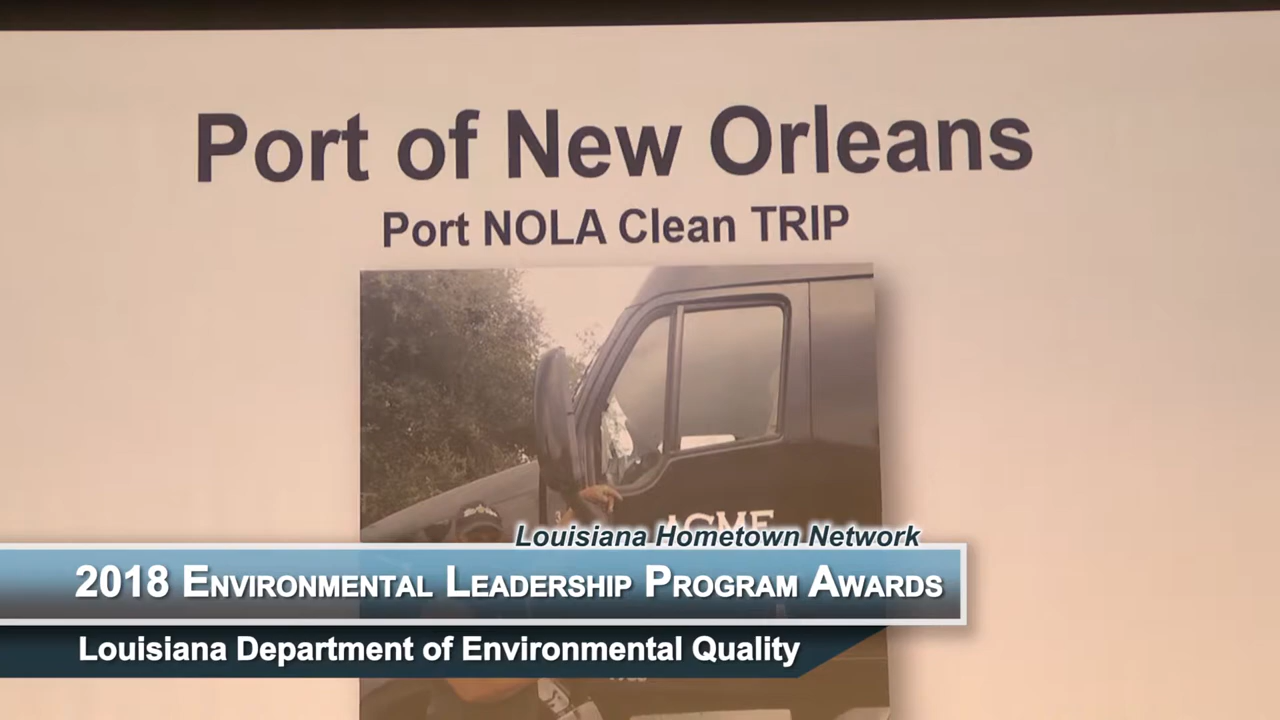 Port of New Orleans
Port NOLA Clean TRIP
ACME
Louisiana Hometown Network
2018 Environmental Leadership Program Awards
Louisiana Department of Environmental Quality